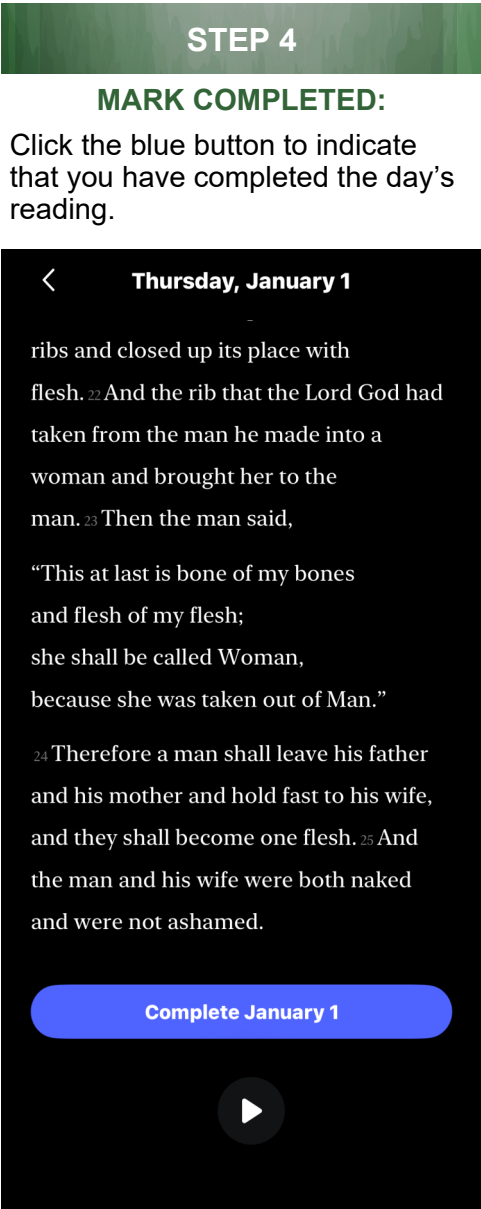 STEP 4
MARK COMPLETED:
Click the blue button to indicate
that you have completed the day’s
reading.
Thursday, January 1
ribs and closed up its place with
flesh. 22 And the rib that the Lord God had
taken from the man he made into a
woman and brought her to the
man. 23 Then the man said,
“This at last is bone of my bones
and flesh of my flesh;
she shall be called Woman,
because she was taken out of Man.”
24 Therefore a man shall leave his father
and his mother and hold fast to his wife,
and they shall become one flesh. 25 And
the man and his wife were both naked
and were not ashamed.
Complete January 1